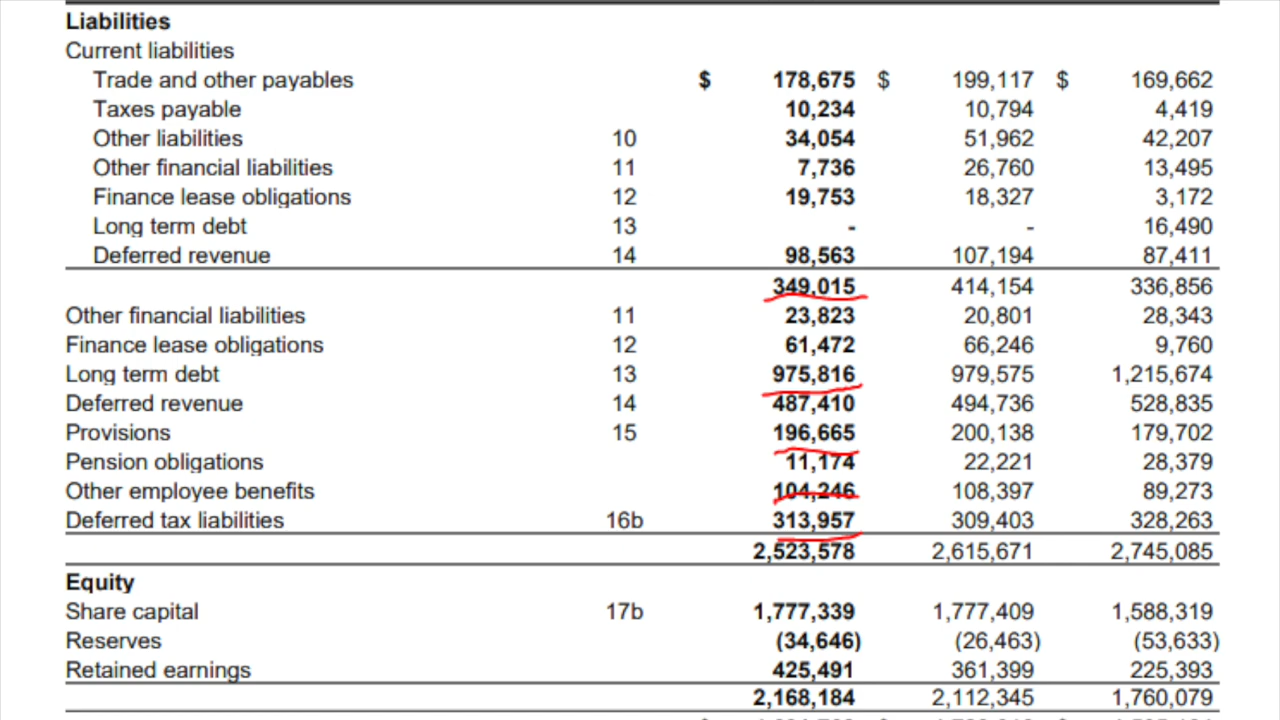 Liabilities
Current liabilities
Trade and other payables $ 178,675 $ 199,117 $ 169,662
Taxes payable 10,234 10,794 4,419
Other liabilities 10 34,054 51,962 42,207
Other financial liabilities 11 7,736 26,760 13,495
Finance lease obligations 12 19,753 18,327 3,172
Long term debt 13 - - 16,490
Deferred revenue 14 98,563 107,194 87,411
349,015 414,154 336,856
Other financial liabilities 11 23,823 20,801 28,343
Finance lease obligations 12 61,472 66,246 9,760
Long term debt 13 975,816 979,575 1,215,674
Deferred revenue 14 487,410 494,736 528,835
Provisions 15 196,665 200,138 179,702
Pension obligations 11,174 22,221 28,379
Other employee benefits 104,246 108,397 89,273
Deferred tax liabilities 16b 313,957 309,403 328,263
2,523,578 2,615,671 2,745,085
Equity
Share capital 17b 1,777,339 1,777,409 1,588,319
Reserves (34,646) (26,463) (53,633)
Retained earnings 425,491 361,399 225,393
2,168,184 2,112,345 1,760,079